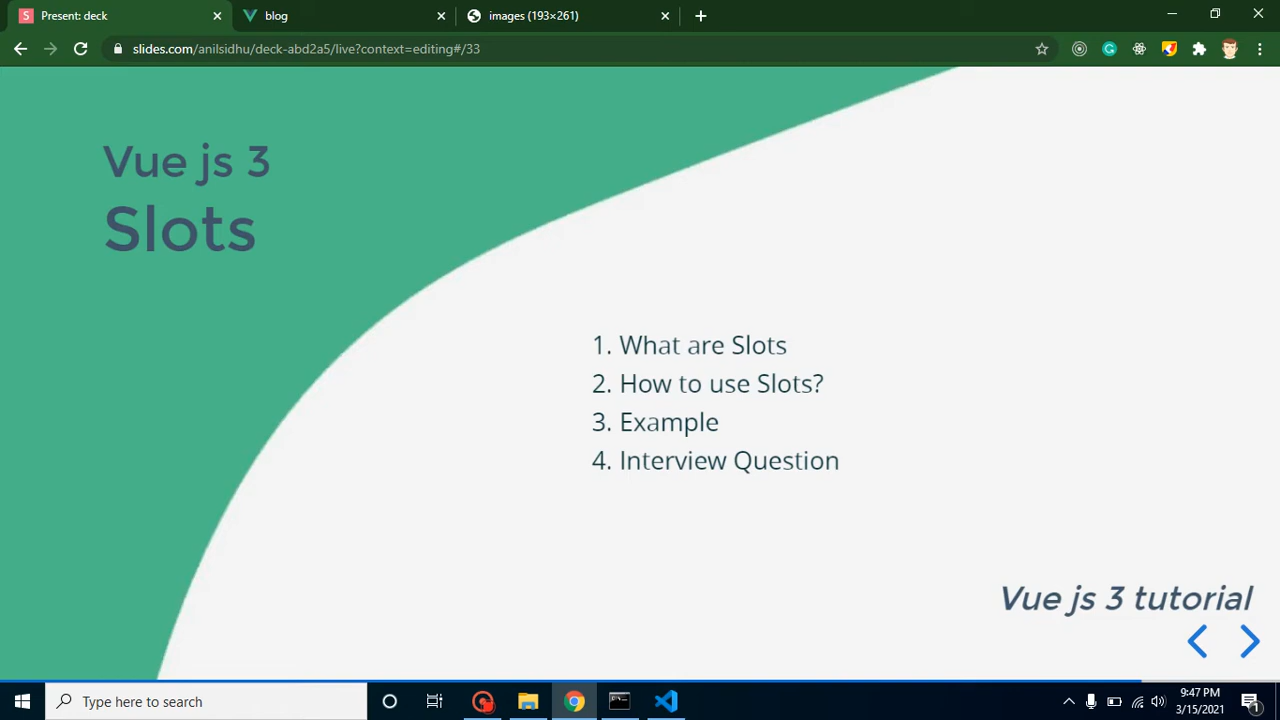 Present: deck
blog
images (193×261)
slides.com/anilsidhu/deck-abd2a5/live?context=editing#/33
Vue js 3
Slots
1. What are Slots
2. How to use Slots?
3. Example
4. Interview Question
Vue js 3 tutorial
Type here to search
9:47 PM
3/15/2021
1